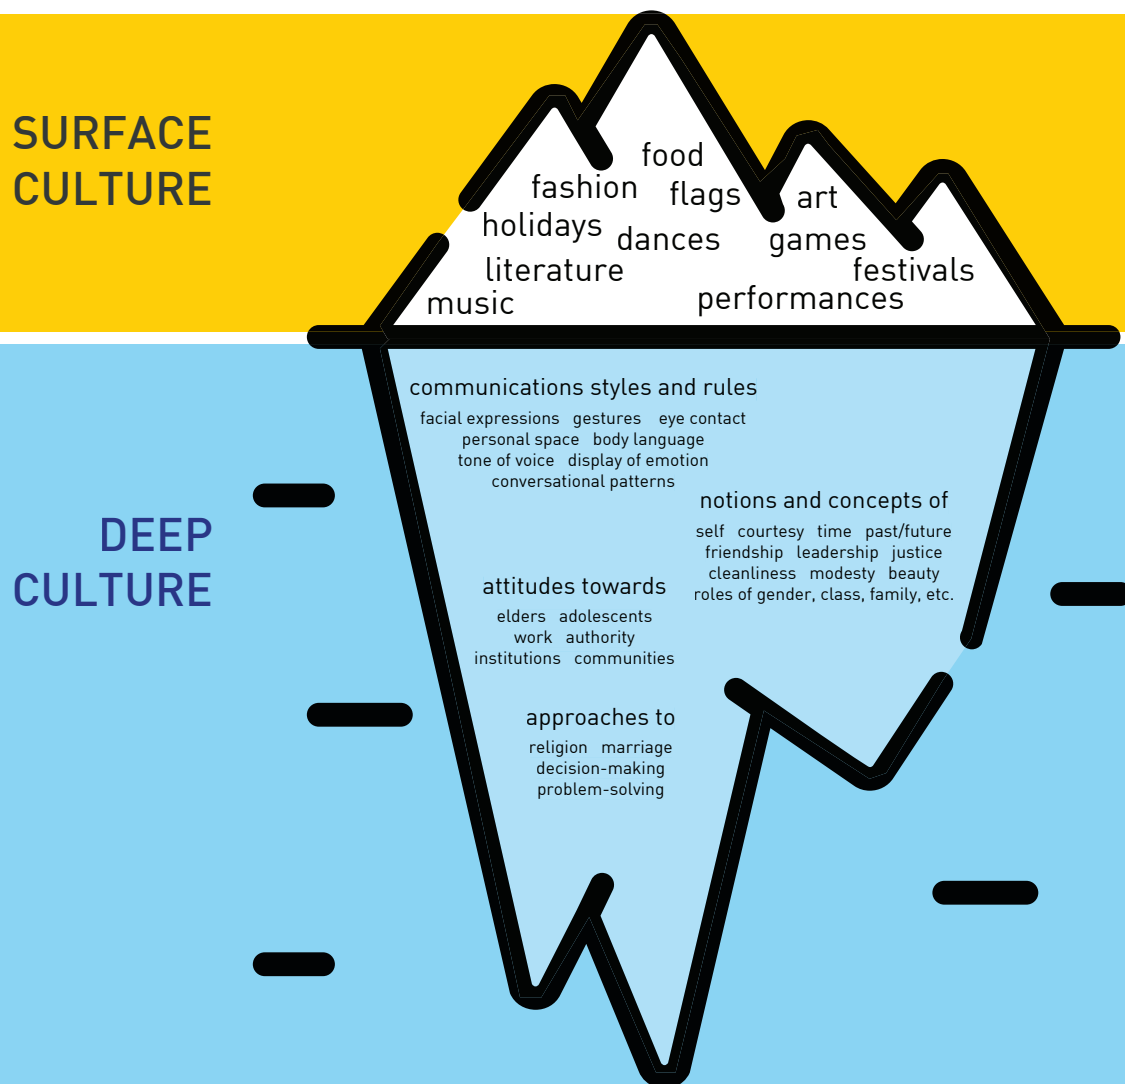 SURFACE
CULTURE
food
fashion flags art
holidays dances games
literature festivals
music performances
DEEP
CULTURE
communications styles and rules
facial expressions gestures eye contact
personal space body language
tone of voice display of emotion
conversational patterns
notions and concepts of
self courtesy time past/future
friendship leadership justice
cleanliness modesty beauty
roles of gender, class, family, etc.
attitudes towards
elders adolescents
work authority
institutions communities
approaches to
religion marriage
decision-making
problem-solving